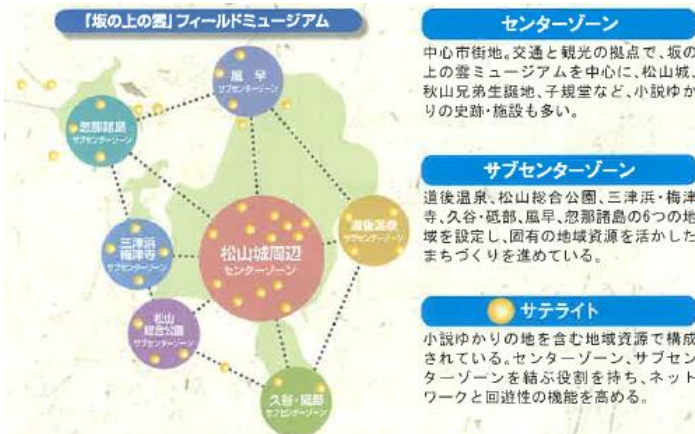 『坂の上の雲』フィールドミュージアム
風早
サブセンターゾーン
忽那諸島
サブセンターゾーン
三津浜
梅津寺
サブセンターゾーン
松山城周辺
センターゾーン
道後温泉
サブセンターゾーン
松山
総合公園
サブセンターゾーン
久谷・砥部
サブセンターゾーン
センターゾーン
中心市街地。交通と観光の拠点で、坂の
上の雲ミュージアムを中心に、松山城、
秋山兄弟生誕地、子規堂など、小説ゆか
りの史跡・施設も多い。
サブセンターゾーン
道後温泉、松山総合公園、三津浜・梅津
寺、久谷・砥部、風早、忽那諸島の6つの地
域を設定し、固有の地域資源を活かした
まちづくりを進めている。
サテライト
小説ゆかりの地を含む地域資源で構成
されている。センターゾーン、サブセン
ターゾーンを結ぶ役割を持ち、ネット
ワークと回遊性の機能を高める。